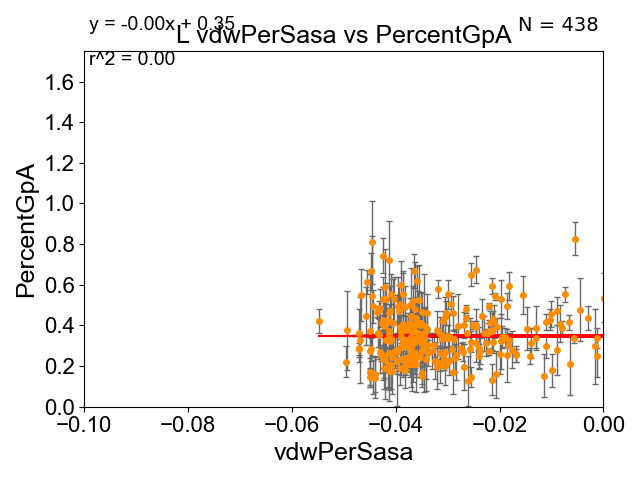 y = -0.00x + 0.35
L vdwPerSasa vs PercentGpA
N = 438
r^2 = 0.00
PercentGpA
1.6
1.4
1.2
1.0
0.8
0.6
0.4
0.2
0.0
−0.10
−0.08
−0.06
−0.04
−0.02
0.00
vdwPerSasa